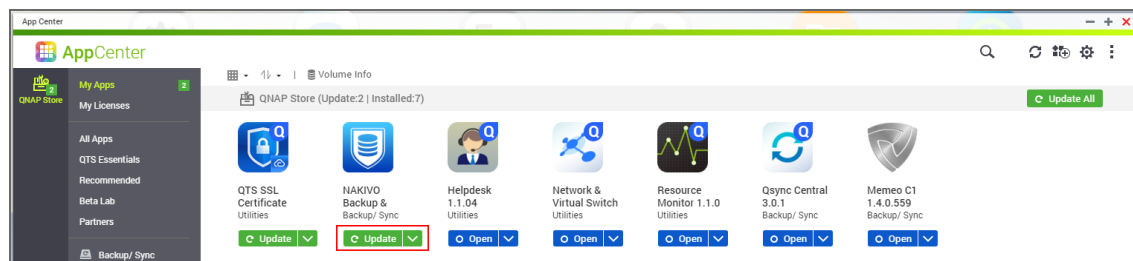 App Center
AppCenter
2
QNAP Store
My Apps 2
My Licenses
All Apps
QTS Essentials
Recommended
Beta Lab
Partners
Backup/ Sync
Volume Info
QNAP Store (Update:2 | Installed:7)
Update All
QTS SSL
Certificate
Utilities
Update
NAKIVO
Backup &
Backup/ Sync
Update
Helpdesk
1.1.04
Utilities
Open
Network &
Virtual Switch
Utilities
Open
Resource
Monitor 1.1.0
Utilities
Open
Qsync Central
3.0.1
Backup/ Sync
Open
Memeo C1
1.4.0.559
Backup/ Sync
Open